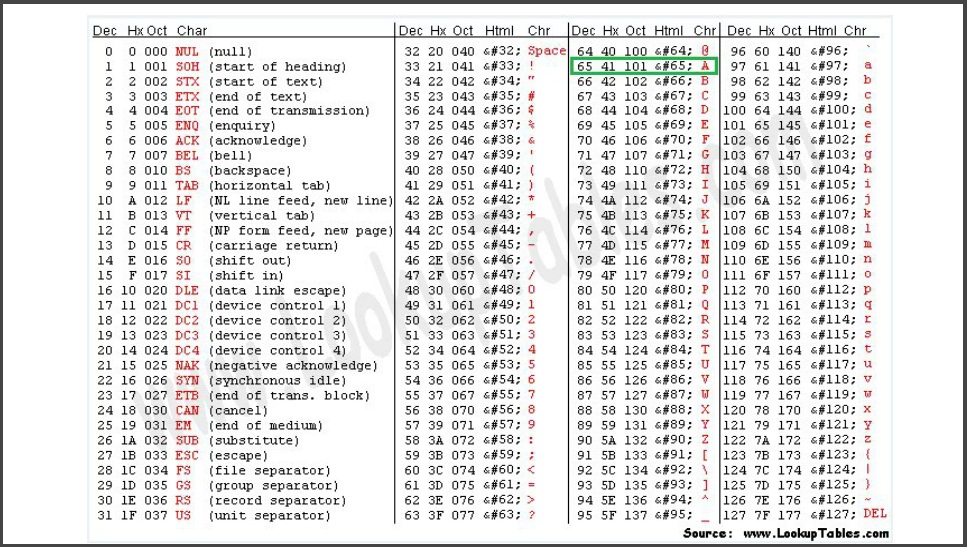 Dec Hx Oct Char Dec Hx Oct Html Chr Dec Hx Oct Html Chr Dec Hx Oct Html Chr
0 0 000 NUL (null) 32 20 040 &#32; Space 64 40 100 &#64; @ 96 60 140 &#96; `
1 1 001 SOH (start of heading) 33 21 041 &#33; ! 65 41 101 &#65; A 97 61 141 &#97; a
2 2 002 STX (start of text) 34 22 042 &#34; " 66 42 102 &#66; B 98 62 142 &#98; b
3 3 003 ETX (end of text) 35 23 043 &#35; # 67 43 103 &#67; C 99 63 143 &#99; c
4 4 004 EOT (end of transmission) 36 24 044 &#36; $ 68 44 104 &#68; D 100 64 144 &#100; d
5 5 005 ENQ (enquiry) 37 25 045 &#37; % 69 45 105 &#69; E 101 65 145 &#101; e
6 6 006 ACK (acknowledge) 38 26 046 &#38; & 70 46 106 &#70; F 102 66 146 &#102; f
7 7 007 BEL (bell) 39 27 047 &#39; ' 71 47 107 &#71; G 103 67 147 &#103; g
8 8 010 BS (backspace) 40 28 050 &#40; ( 72 48 110 &#72; H 104 68 150 &#104; h
9 9 011 TAB (horizontal tab) 41 29 051 &#41; ) 73 49 111 &#73; I 105 69 151 &#105; i
10 A 012 LF (NL line feed, new line) 42 2A 052 &#42; * 74 4A 112 &#74; J 106 6A 152 &#106; j
11 B 013 VT (vertical tab) 43 2B 053 &#43; + 75 4B 113 &#75; K 107 6B 153 &#107; k
12 C 014 FF (NP form feed, new page) 44 2C 054 &#44; , 76 4C 114 &#76; L 108 6C 154 &#108; l
13 D 015 CR (carriage return) 45 2D 055 &#45; - 77 4D 115 &#77; M 109 6D 155 &#109; m
14 E 016 SO (shift out) 46 2E 056 &#46; . 78 4E 116 &#78; N 110 6E 156 &#110; n
15 F 017 SI (shift in) 47 2F 057 &#47; / 79 4F 117 &#79; O 111 6F 157 &#111; o
16 10 020 DLE (data link escape) 48 30 060 &#48; 0 80 50 120 &#80; P 112 70 160 &#112; p
17 11 021 DC1 (device control 1) 49 31 061 &#49; 1 81 51 121 &#81; Q 113 71 161 &#113; q
18 12 022 DC2 (device control 2) 50 32 062 &#50; 2 82 52 122 &#82; R 114 72 162 &#114; r
19 13 023 DC3 (device control 3) 51 33 063 &#51; 3 83 53 123 &#83; S 115 73 163 &#115; s
20 14 024 DC4 (device control 4) 52 34 064 &#52; 4 84 54 124 &#84; T 116 74 164 &#116; t
21 15 025 NAK (negative acknowledge) 53 35 065 &#53; 5 85 55 125 &#85; U 117 75 165 &#117; u
22 16 026 SYN (synchronous idle) 54 36 066 &#54; 6 86 56 126 &#86; V 118 76 166 &#118; v
23 17 027 ETB (end of trans. block) 55 37 067 &#55; 7 87 57 127 &#87; W 119 77 167 &#119; w
24 18 030 CAN (cancel) 56 38 070 &#56; 8 88 58 130 &#88; X 120 78 170 &#120; x
25 19 031 EM (end of medium) 57 39 071 &#57; 9 89 59 131 &#89; Y 121 79 171 &#121; y
26 1A 032 SUB (substitute) 58 3A 072 &#58; : 90 5A 132 &#90; Z 122 7A 172 &#122; z
27 1B 033 ESC (escape) 59 3B 073 &#59; ; 91 5B 133 &#91; [ 123 7B 173 &#123; {
28 1C 034 FS (file separator) 60 3C 074 &#60; < 92 5C 134 &#92; \ 124 7C 174 &#124; |
29 1D 035 GS (group separator) 61 3D 075 &#61; = 93 5D 135 &#93; ] 125 7D 175 &#125; }
30 1E 036 RS (record separator) 62 3E 076 &#62; > 94 5E 136 &#94; ^ 126 7E 176 &#126; ~
31 1F 037 US (unit separator) 63 3F 077 &#63; ? 95 5F 137 &#95; _ 127 7F 177 &#127; DEL
Source: www.LookupTables.com
www.LookupTables.com